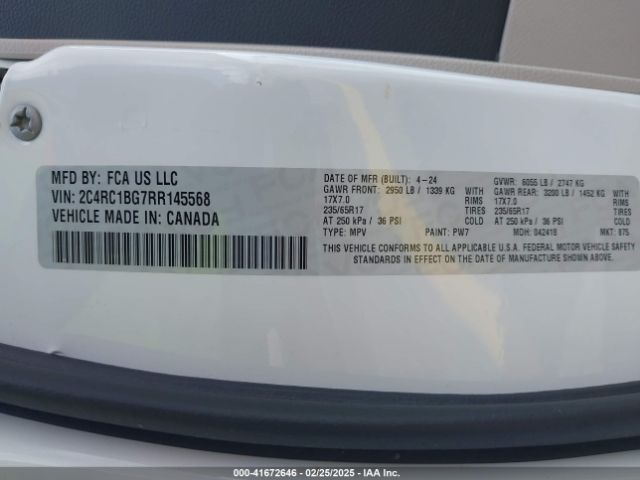 MFD BY: FCA US LLC
VIN: 2C4RC1BG7RR145568
VEHICLE MADE IN: CANADA
DATE OF MFR (BUILT): 4-24 GVWR: 6055 LB / 2747 KG
GAWR FRONT: 2950 LB / 1339 KG WITH GAWR REAR: 3200 LB / 1452 KG WITH
17X7.0 RIMS 17X7.0 RIMS
235/65R17 TIRES 235/65R17 TIRES
AT 250 kPa / 36 PSI COLD AT 250 kPa / 36 PSI COLD
TYPE: MPV PAINT: PW7 MDH: 042418 MKT: 875
THIS VEHICLE CONFORMS TO ALL APPLICABLE U.S.A. FEDERAL MOTOR VEHICLE SAFETY
STANDARDS IN EFFECT ON THE DATE OF MANUFACTURE SHOWN ABOVE.
000-41672646 - 02/25/2025 - IAA Inc.